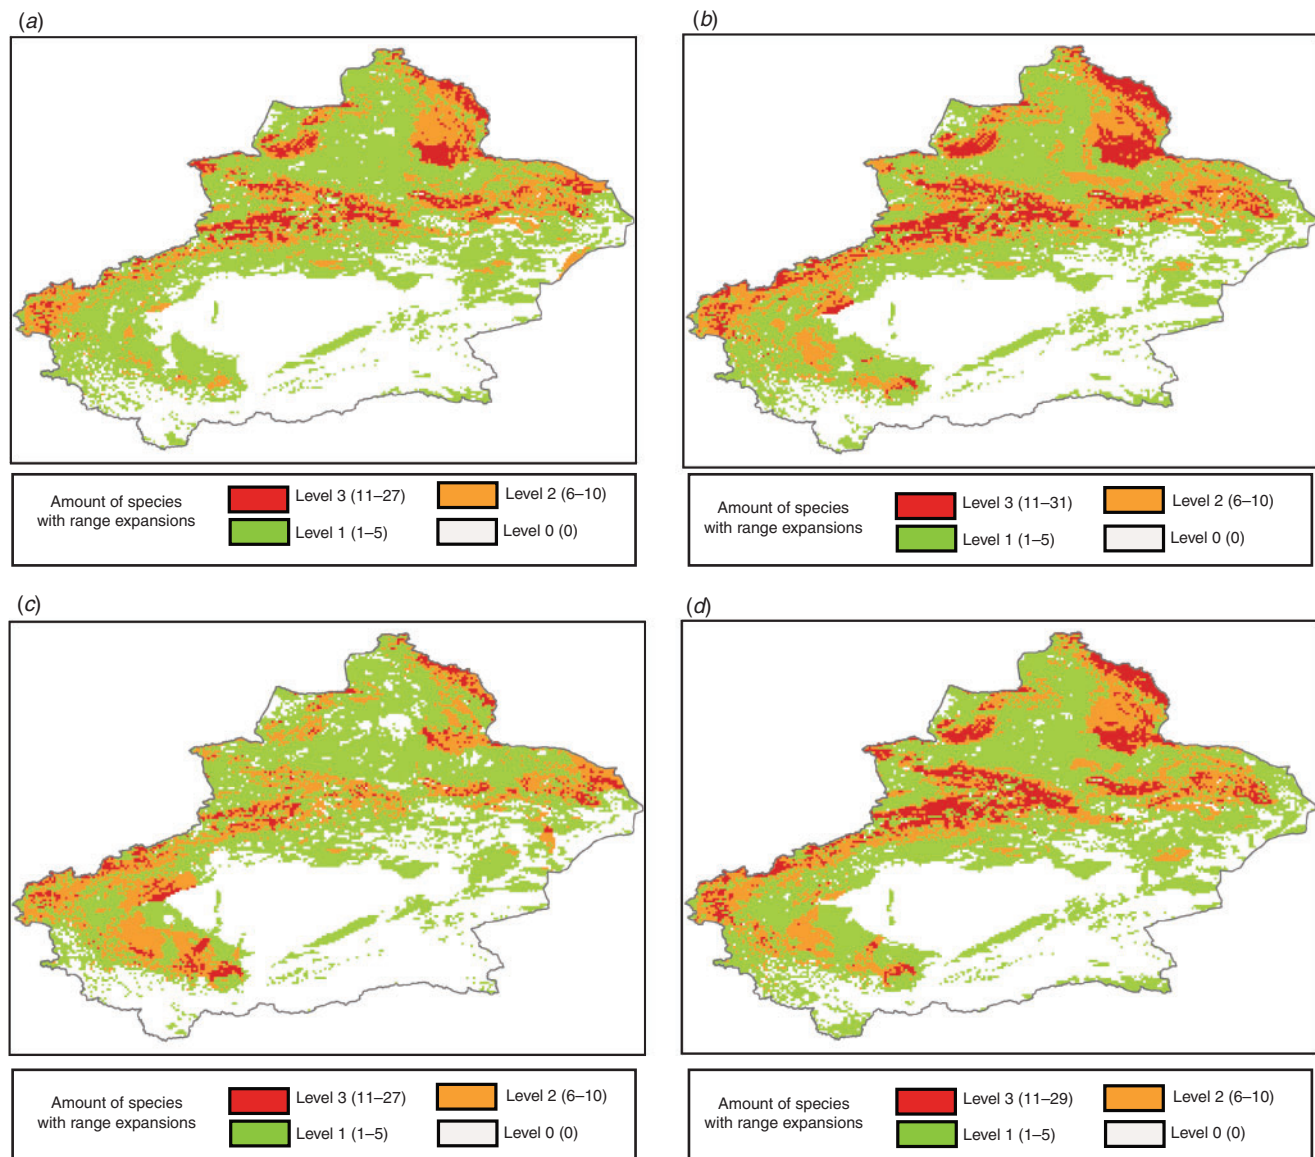 (a)
(b)
Amount of species
with range expansions
Level 3 (11–27)
Level 2 (6–10)
Level 1 (1–5)
Level 0 (0)
Amount of species
with range expansions
Level 3 (11–31)
Level 2 (6–10)
Level 1 (1–5)
Level 0 (0)
(c)
(d)
Amount of species
with range expansions
Level 3 (11–27)
Level 2 (6–10)
Level 1 (1–5)
Level 0 (0)
Amount of species
with range expansions
Level 3 (11–29)
Level 2 (6–10)
Level 1 (1–5)
Level 0 (0)